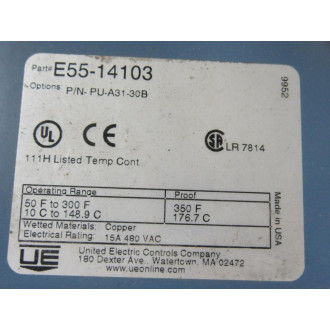 Part# E55-14103
Options P/N- PU-A31-30B
9952
UL CE SA LR 7814
111H Listed Temp Cont
Operating Range Proof
50 F to 300 F 350 F
10 C to 148.9 C 176.7 C
Wetted Materials: Copper
Electrical Rating: 15A 480 VAC
Made in USA
UE United Electric Controls Company
180 Dexter Ave., Watertown, MA 02472
www.ueonline.com